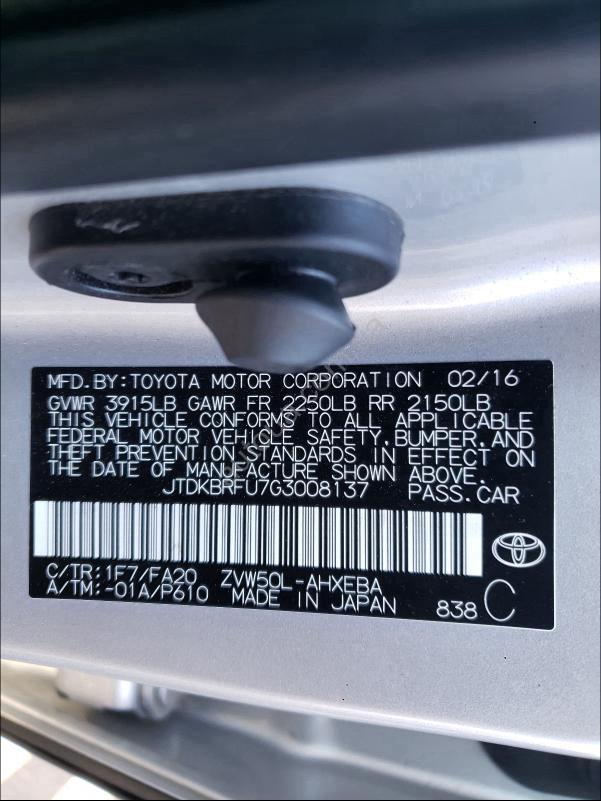 MFD.BY:TOYOTA MOTOR CORPORATION 02/16
GVWR 3915LB GAWR FR 2250LB RR 2150LB
THIS VEHICLE CONFORMS TO ALL APPLICABLE
FEDERAL MOTOR VEHICLE SAFETY,BUMPER,AND
THEFT PREVENTION STANDARDS IN EFFECT ON
THE DATE OF MANUFACTURE SHOWN ABOVE.
JTDKBRFU7G3008137 PASS.CAR
C/TR:1F7/FA20 ZVW50L-AHXEBA
A/TM:-01A/P610 MADE IN JAPAN 838 C